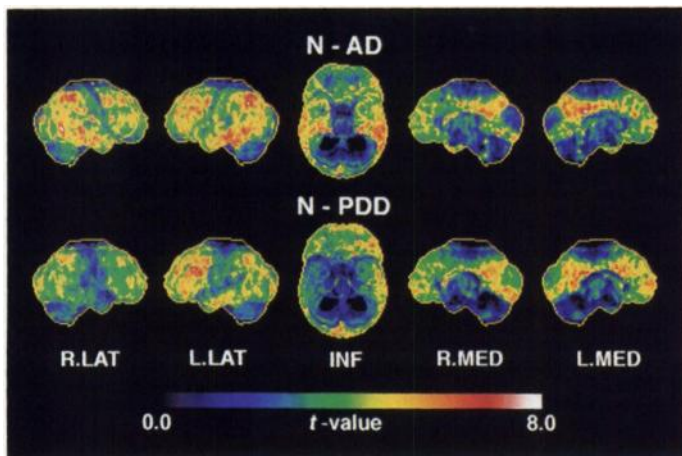 N - AD
N - PDD
R.LAT L.LAT INF R.MED L.MED
0.0 t-value 8.0